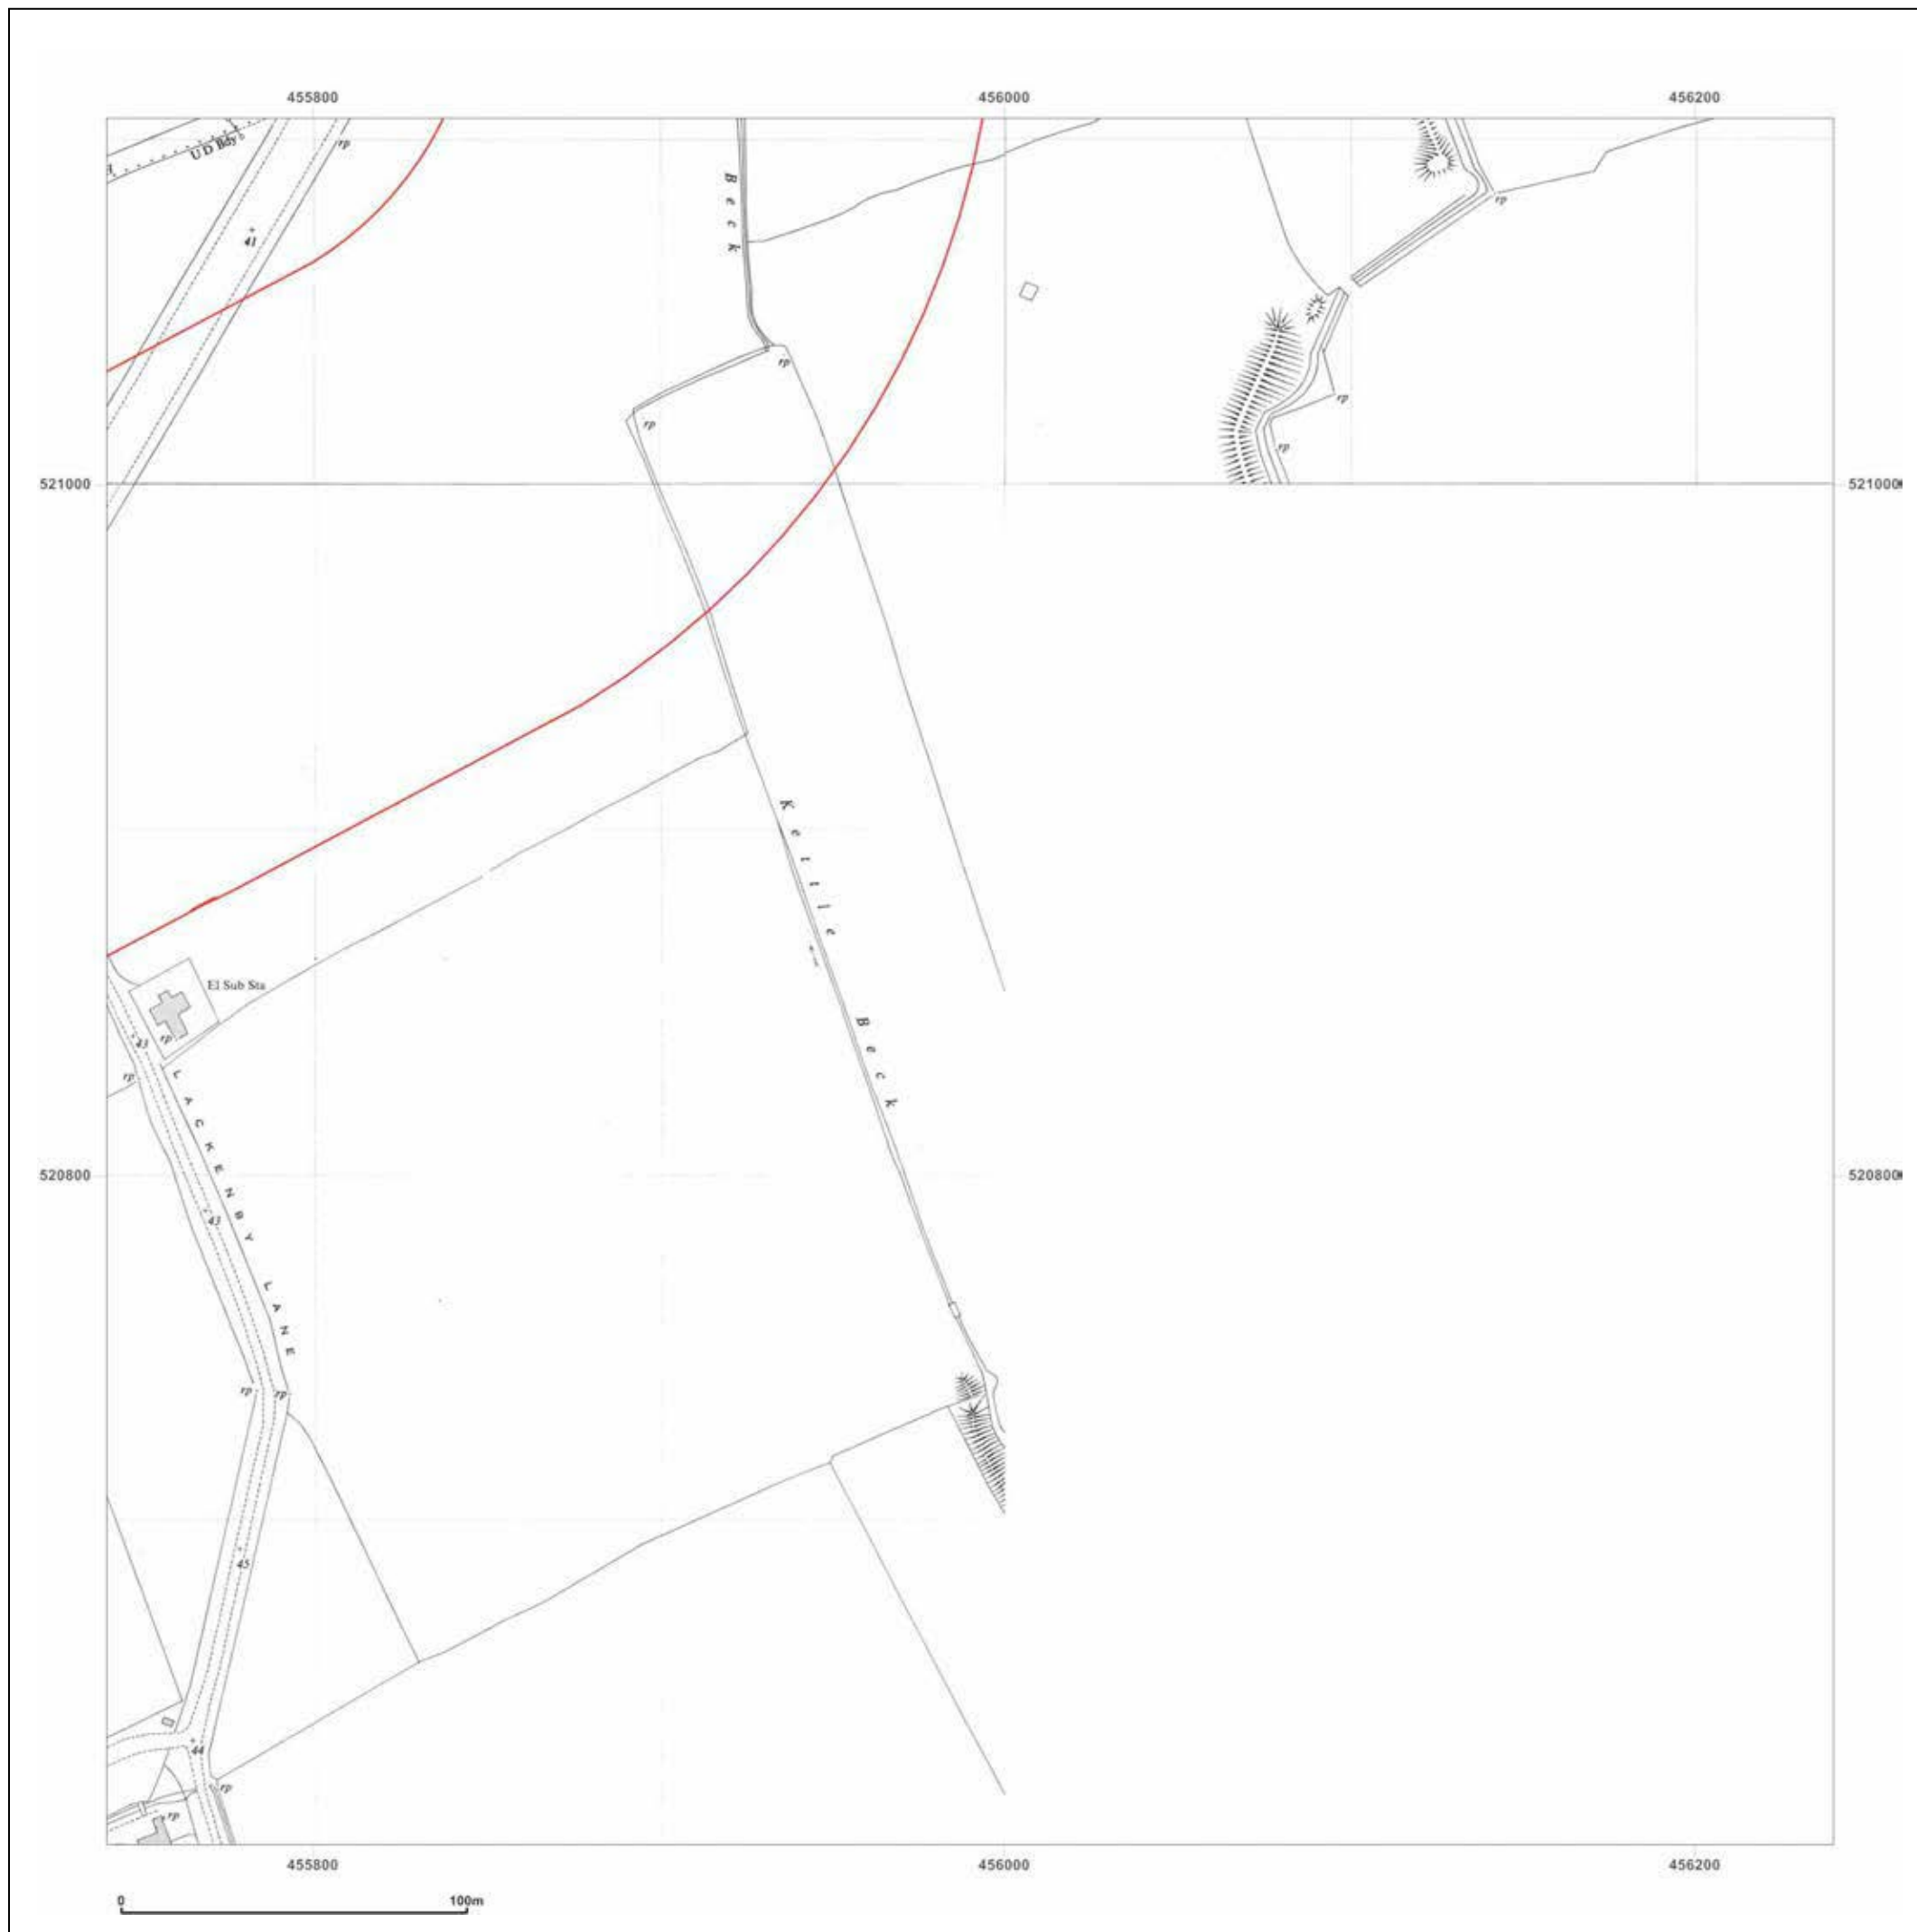 455800 456000 456200
U D Bdy
rp
41
Beck
rp
rp
rp
rp
rp
521000 521000
Kettle Beck
El Sub Sta
43
rp
rp
LACKENBY LANE
520800 520800
43
rp rp
45
44
rp
rp
455800 456000 456200
0 100m